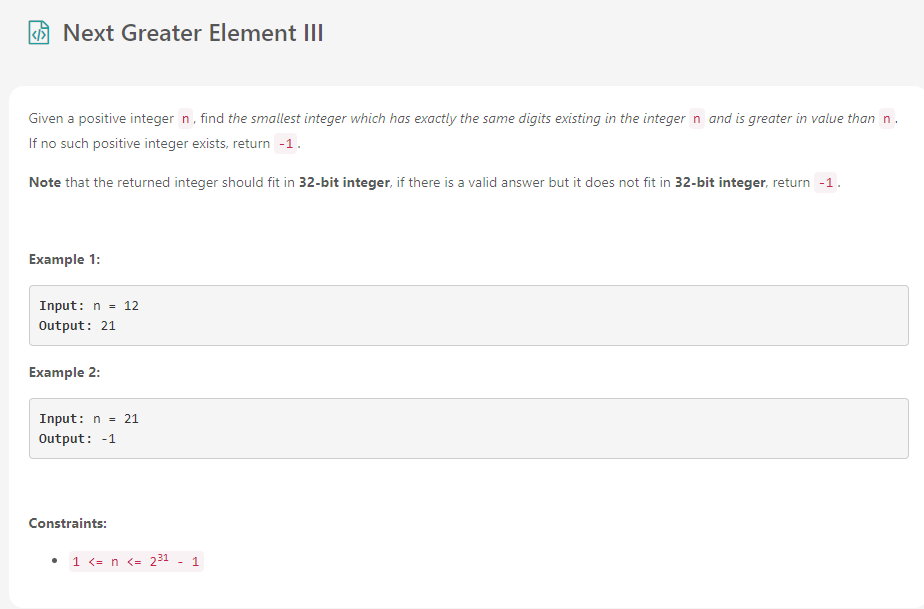 Next Greater Element III
Given a positive integer n, find the smallest integer which has exactly the same digits existing in the integer n and is greater in value than n.
If no such positive integer exists, return -1.
Note that the returned integer should fit in 32-bit integer, if there is a valid answer but it does not fit in 32-bit integer, return -1.
Example 1:
Input: n = 12
Output: 21
Example 2:
Input: n = 21
Output: -1
Constraints:
• 1 <= n <= 2³¹ - 1